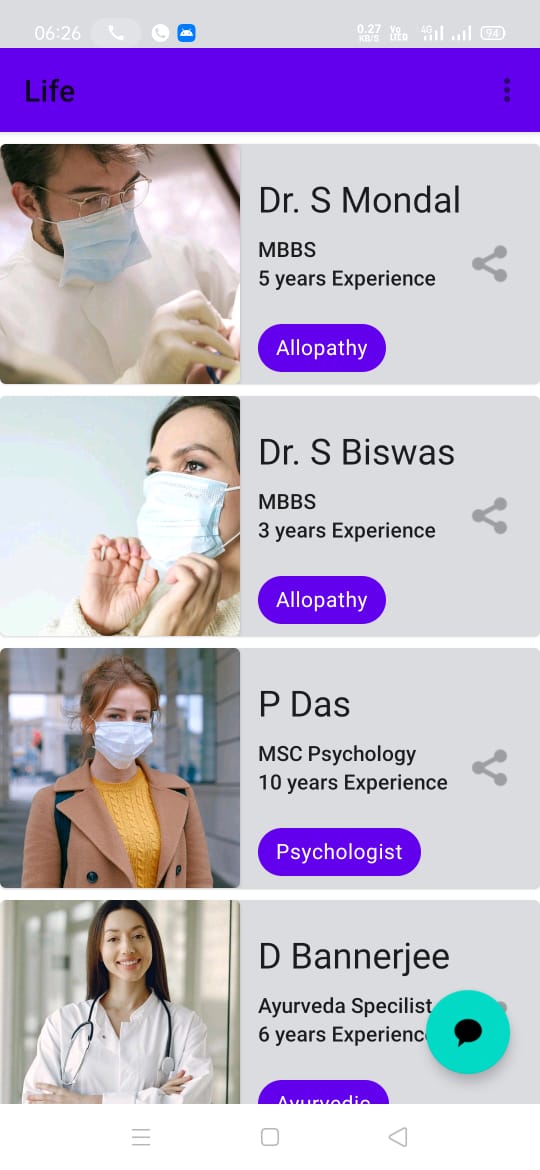 06:26
0.27 KB/S Vo LTE 4G 94
Life
Dr. S Mondal
MBBS
5 years Experience
Allopathy
Dr. S Biswas
MBBS
3 years Experience
Allopathy
P Das
MSC Psychology
10 years Experience
Psychologist
D Bannerjee
Ayurveda Specilist
6 years Experienc
Ayurvedic